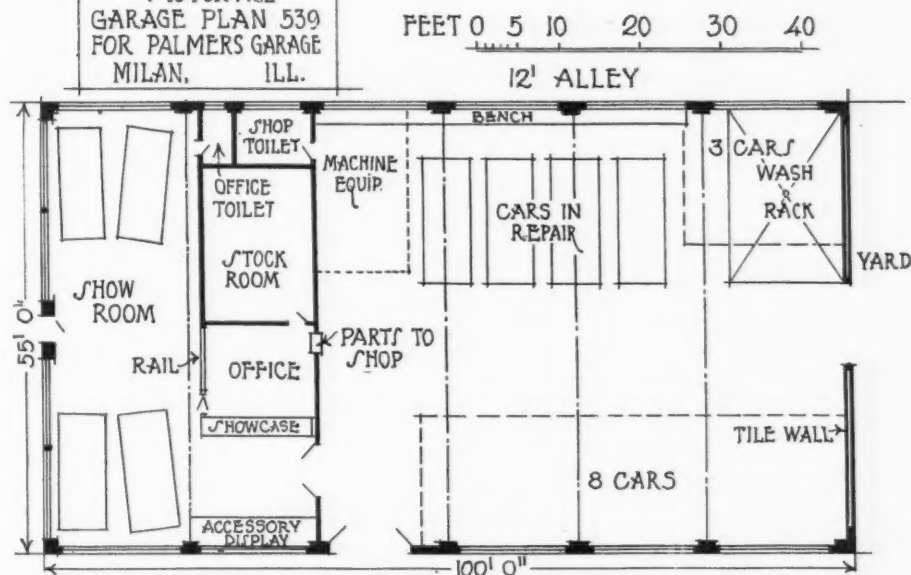 GARAGE PLAN 539
FOR PALMERS GARAGE
MILAN, ILL.
FEET 0 5 10 20 30 40
12' ALLEY
BENCH
SHOP
TOILET
MACHINE
EQUIP.
OFFICE
TOILET
3 CARS
WASH
RACK
CARS IN
REPAIR
STOCK
ROOM
YARD
SHOW
ROOM
55' 0"
PARTS TO
SHOP
RAIL
OFFICE
SHOWCASE
TILE WALL
8 CARS
ACCESSORY
DISPLAY
100' 0"